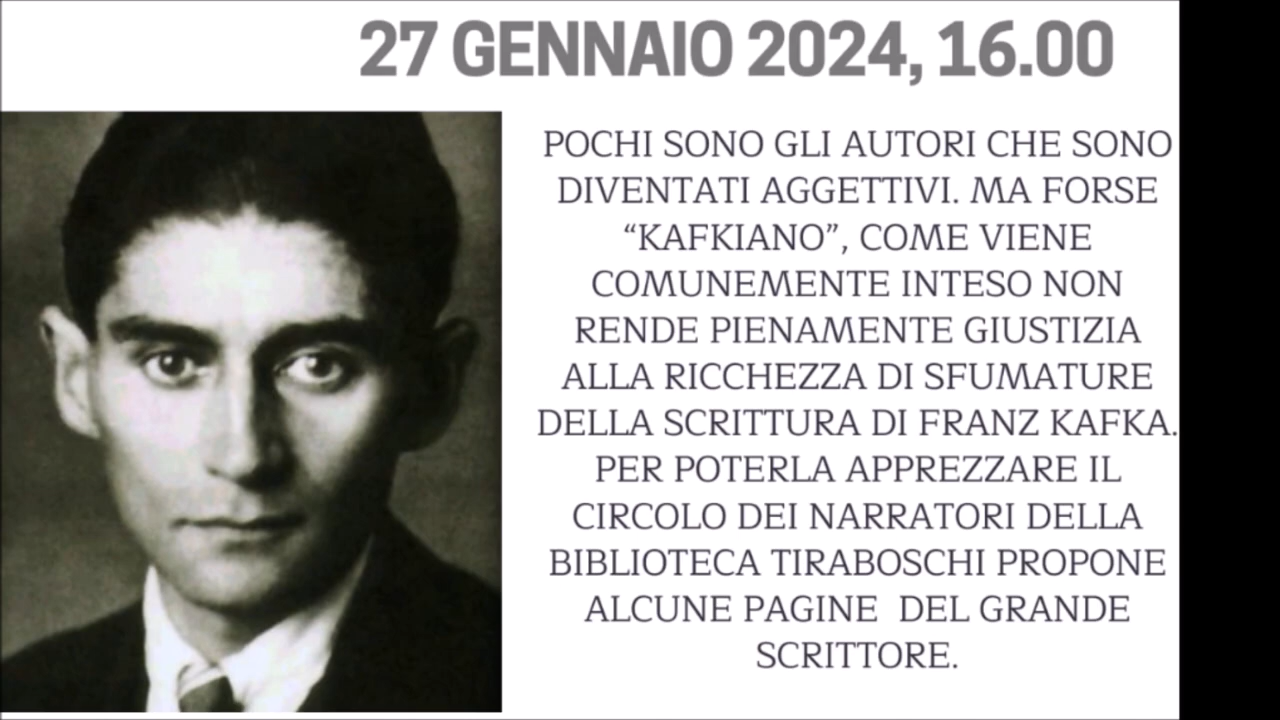 27 GENNAIO 2024, 16.00
POCHI SONO GLI AUTORI CHE SONO
DIVENTATI AGGETTIVI. MA FORSE
“KAFKIANO”, COME VIENE
COMUNEMENTE INTESO NON
RENDE PIENAMENTE GIUSTIZIA
ALLA RICCHEZZA DI SFUMATURE
DELLA SCRITTURA DI FRANZ KAFKA.
PER POTERLA APPREZZARE IL
CIRCOLO DEI NARRATORI DELLA
BIBLIOTECA TIRABOSCHI PROPONE
ALCUNE PAGINE  DEL GRANDE
SCRITTORE.